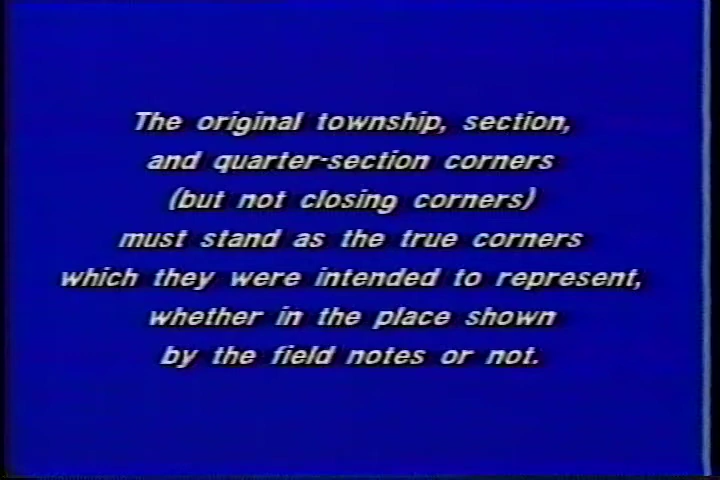 The original township, section,
and quarter-section corners
(but not closing corners)
must stand as the true corners
which they were intended to represent,
whether in the place shown
by the field notes or not.